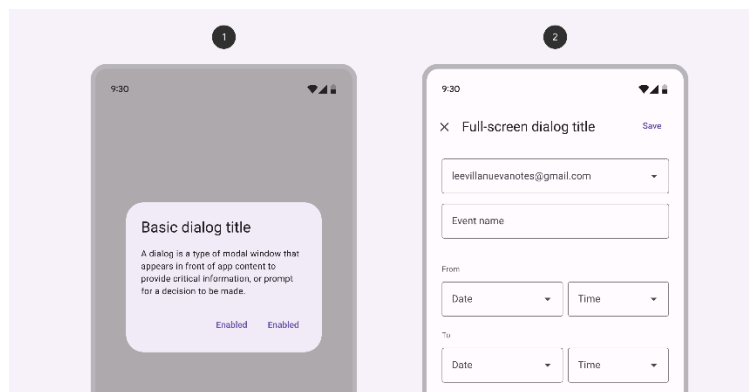 1
9:30
Basic dialog title
A dialog is a type of modal window that
appears in front of app content to
provide critical information, or prompt
for a decision to be made.
Enabled Enabled
2
9:30
Full-screen dialog title Save
leevillanuevanotes@gmail.com
Event name
From
Date Time
To
Date Time